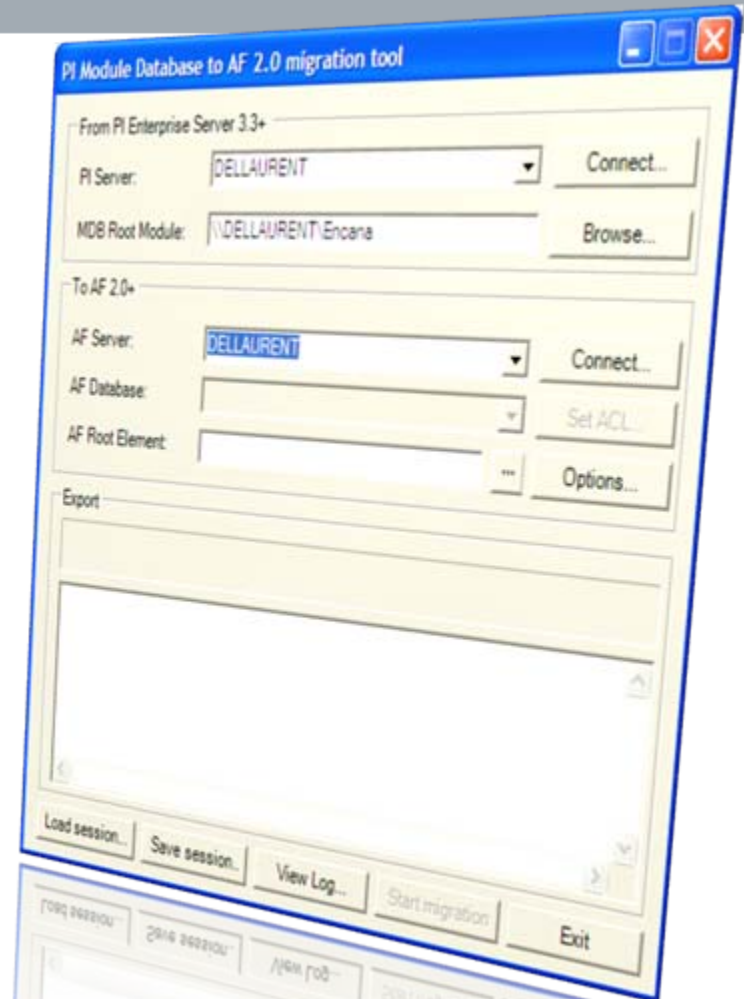 PI Module Database to AF 2.0 migration tool
From PI Enterprise Server 3.3+
PI Server: DELLAURENT Connect...
MDB Root Module: \\DELLAURENT\Encana Browse...
To AF 2.0+
AF Server: DELLAURENT Connect...
AF Database: Set ACL...
AF Root Element: ... Options...
Export
Load session... Save session.. View Log... Start migration Exit